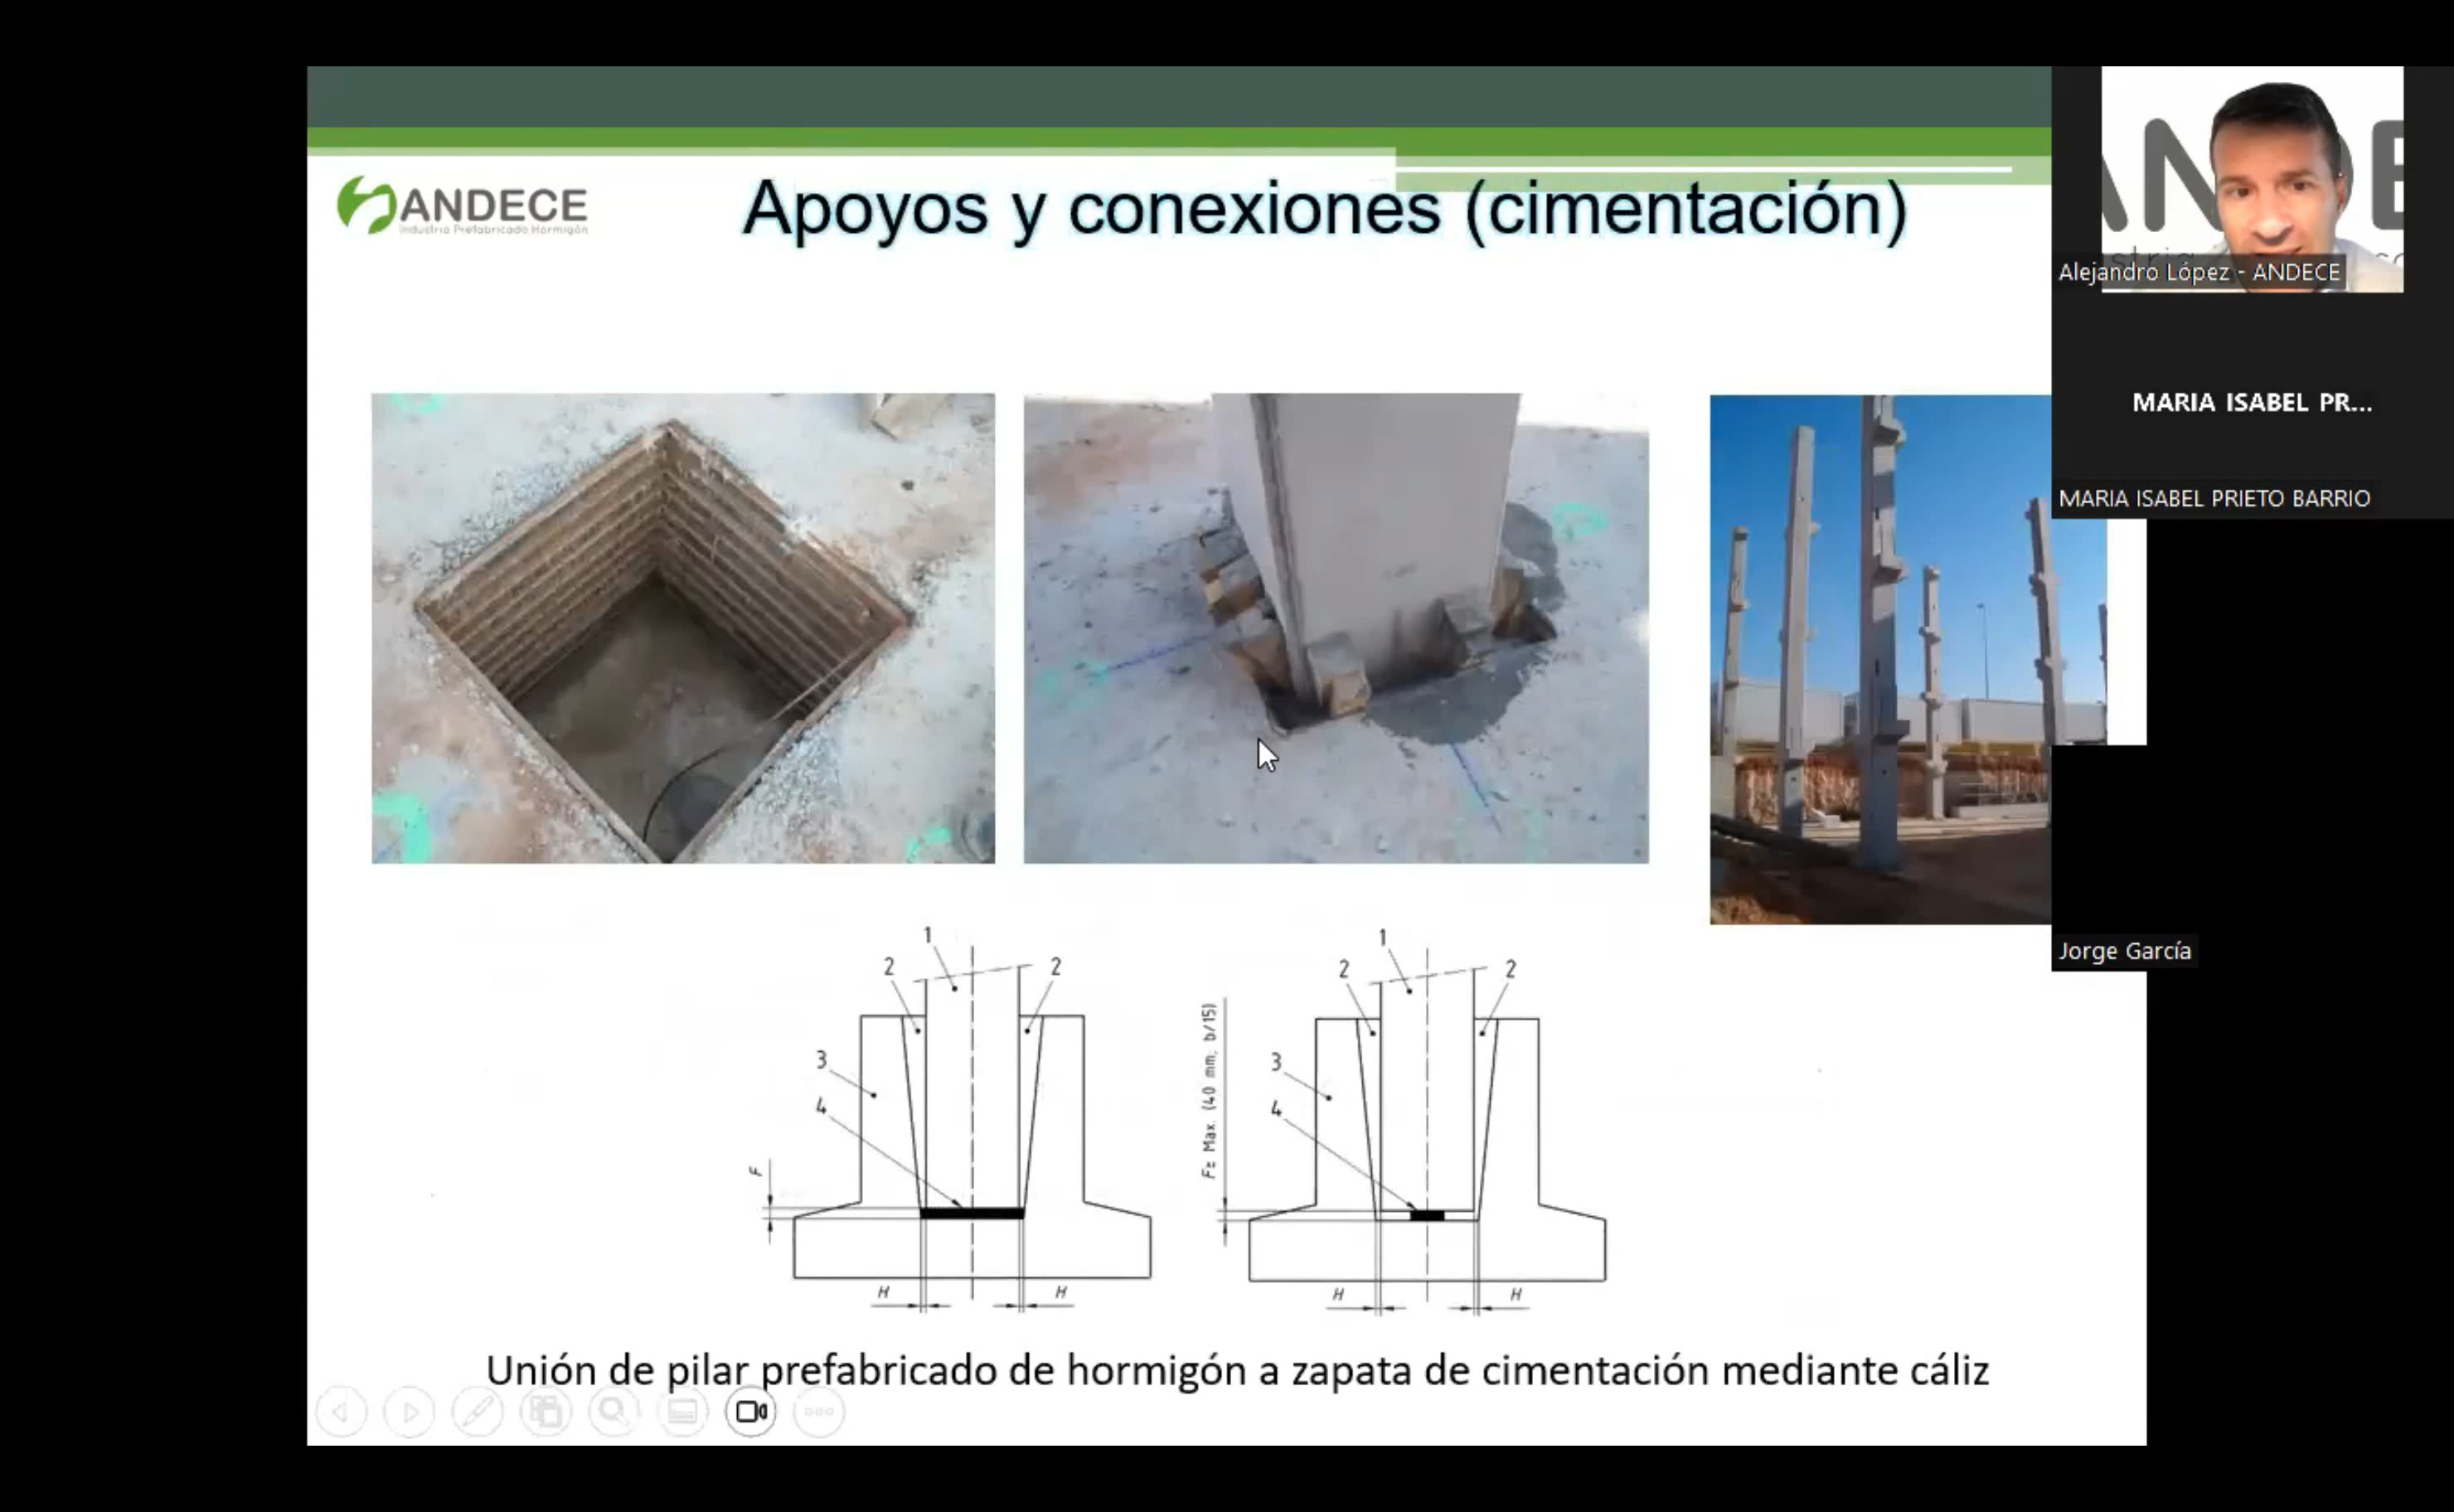 ANDECE
Industria Prefabricado Hormigón
Apoyos y conexiones (cimentación)
Alejandro López - ANDECE
MARIA ISABEL PR...
MARIA ISABEL PRIETO BARRIO
Jorge García
1
2
2
3
4
F
H
H
1
2
2
3
4
F≥ Max. (40 mm, b/15)
H
H
Unión de pilar prefabricado de hormigón a zapata de cimentación mediante cáliz